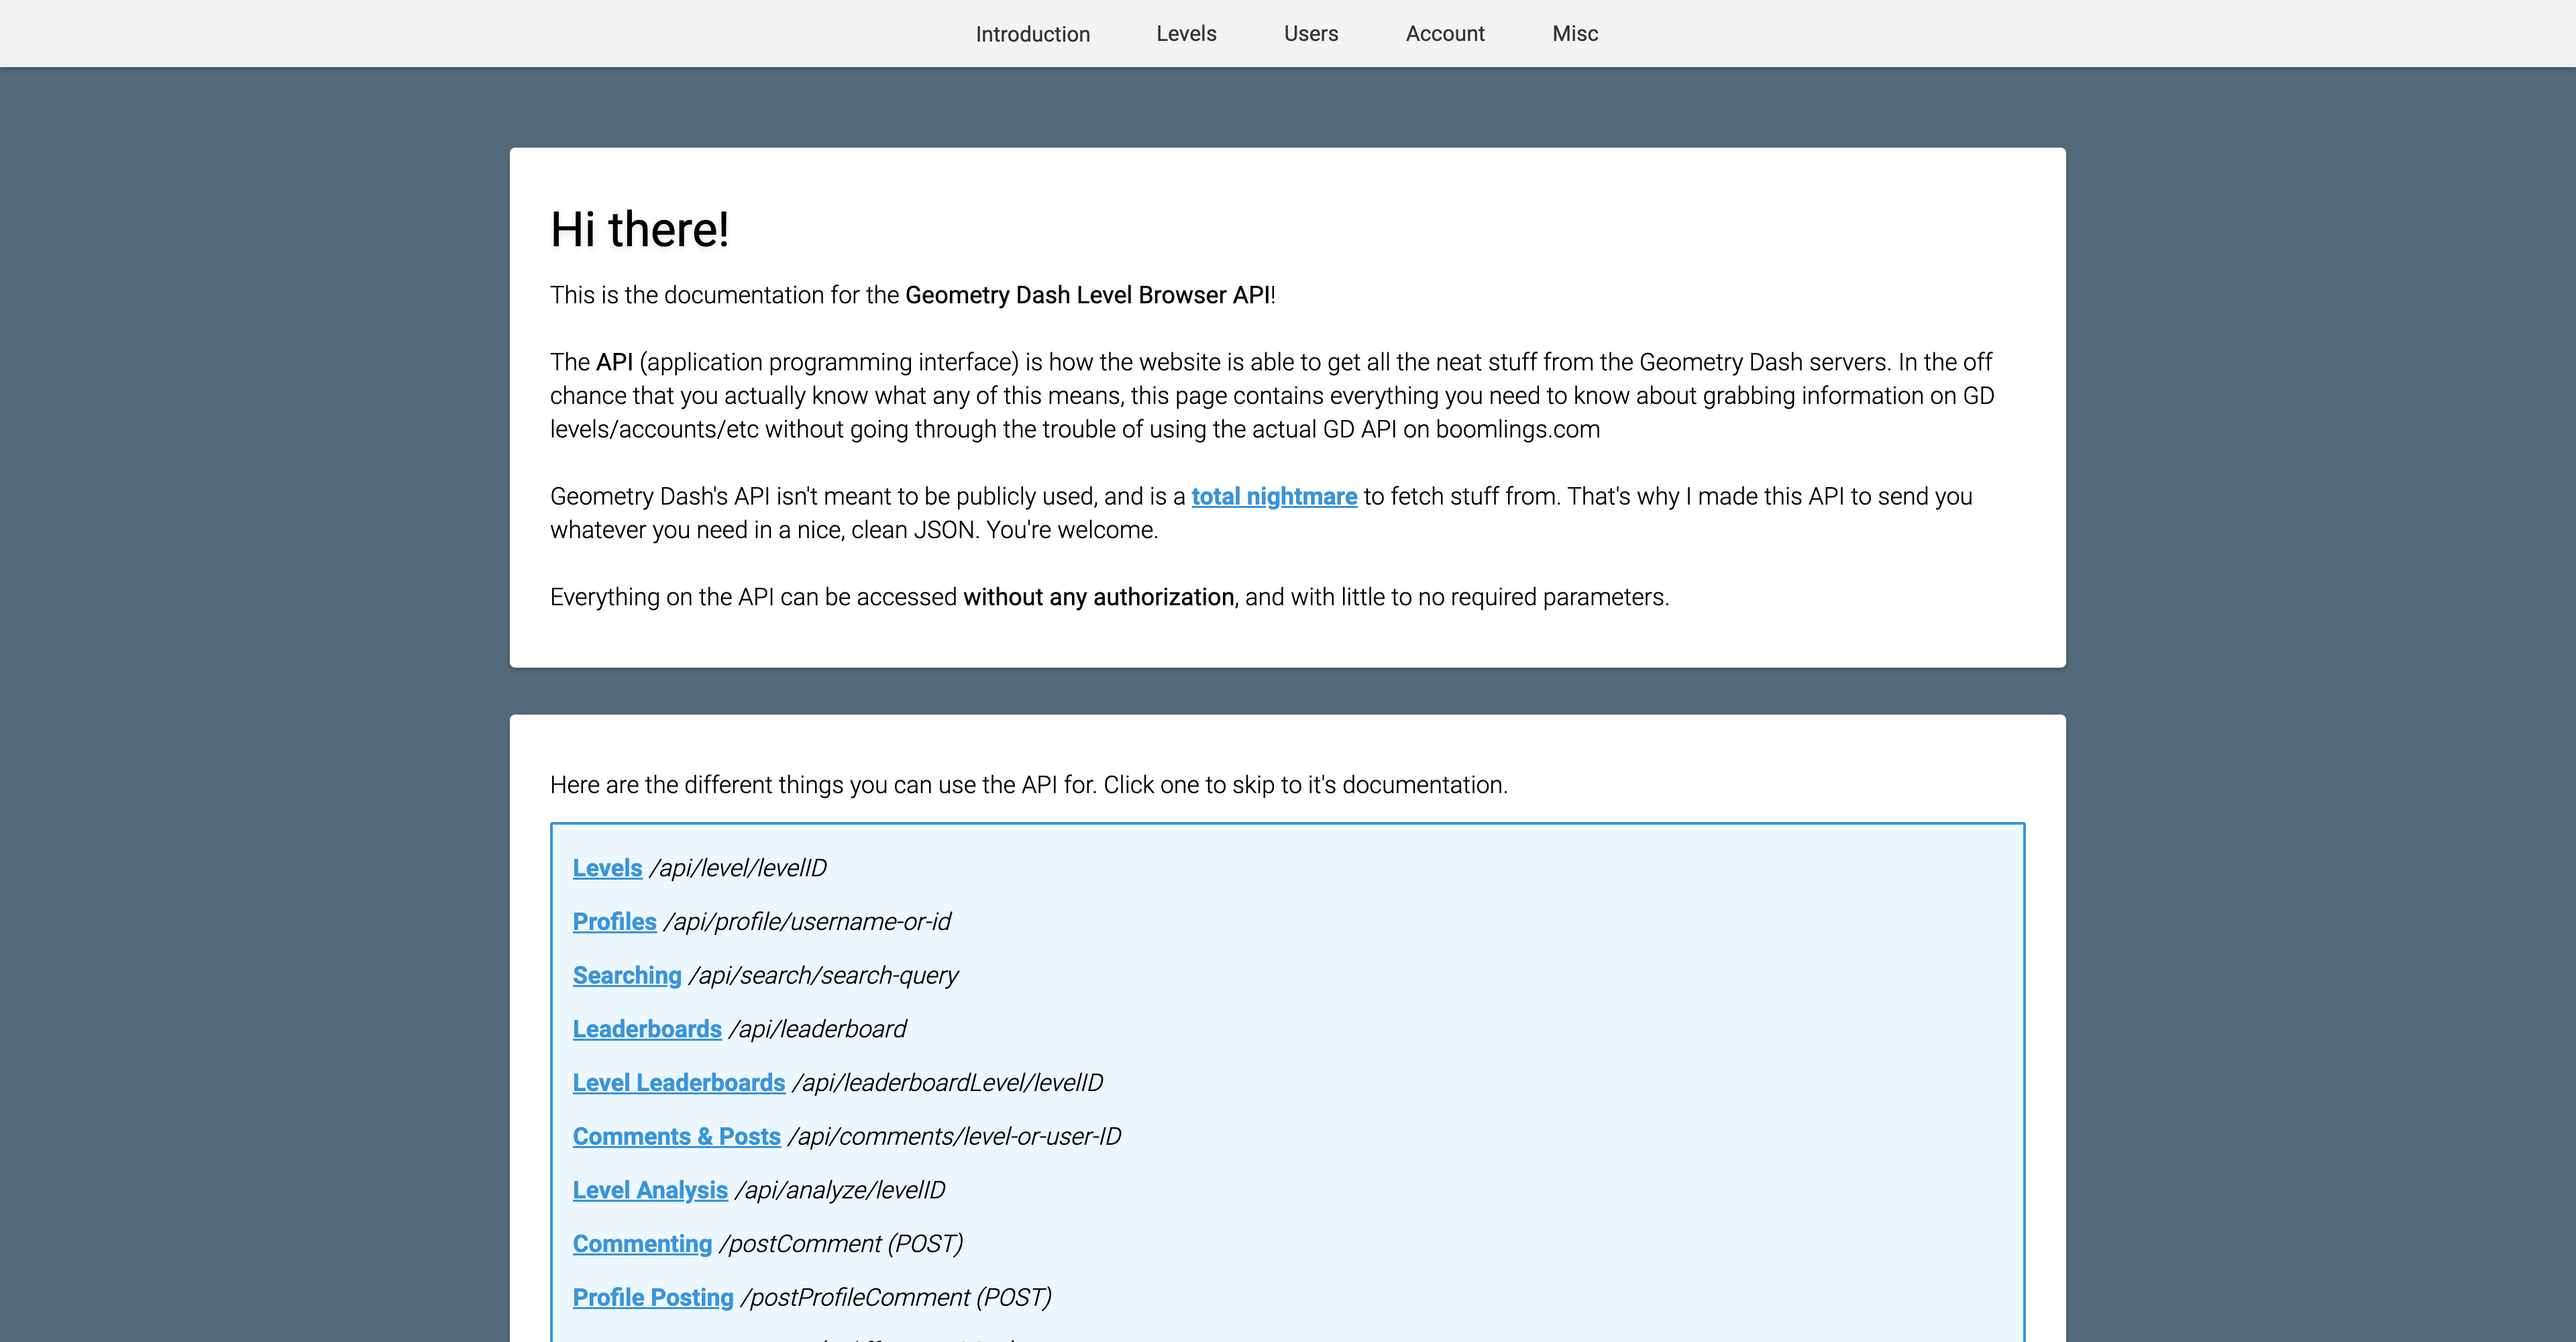 Introduction Levels Users Account Misc
Hi there!
This is the documentation for the Geometry Dash Level Browser API!
The API (application programming interface) is how the website is able to get all the neat stuff from the Geometry Dash servers. In the off
chance that you actually know what any of this means, this page contains everything you need to know about grabbing information on GD
levels/accounts/etc without going through the trouble of using the actual GD API on boomlings.com
Geometry Dash's API isn't meant to be publicly used, and is a total nightmare to fetch stuff from. That's why I made this API to send you
whatever you need in a nice, clean JSON. You're welcome.
Everything on the API can be accessed without any authorization, and with little to no required parameters.
Here are the different things you can use the API for. Click one to skip to it's documentation.
Levels /api/level/levelID
Profiles /api/profile/username-or-id
Searching /api/search/search-query
Leaderboards /api/leaderboard
Level Leaderboards /api/leaderboardLevel/levelID
Comments & Posts /api/comments/level-or-user-ID
Level Analysis /api/analyze/levelID
Commenting /postComment (POST)
Profile Posting /postProfileComment (POST)